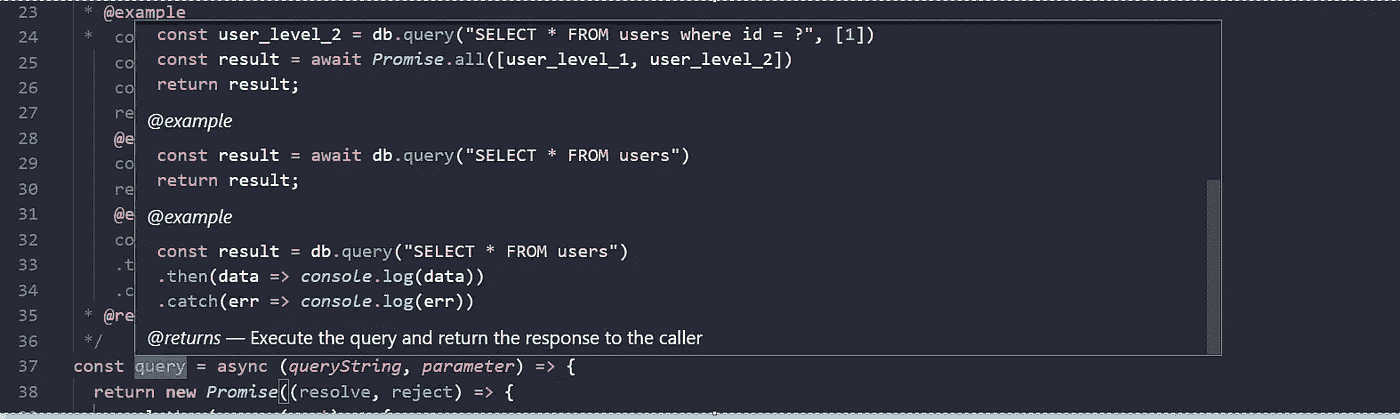 23 * @example
24 * co
const user_level_2 = db.query("SELECT * FROM users where id = ?", [1])
25 co
const result = await Promise.all([user_level_1, user_level_2])
26 co
return result;
27 re
@example
28 @e
29 co
const result = await db.query("SELECT * FROM users")
30 re
return result;
31 @e
@example
32 co
const result = db.query("SELECT * FROM users")
33 .t
.then(data => console.log(data))
34 .c
.catch(err => console.log(err))
35 * @re
@returns — Execute the query and return the response to the caller
36 */
37 const query = async (queryString, parameter) => {
38 return new Promise((resolve, reject) => {